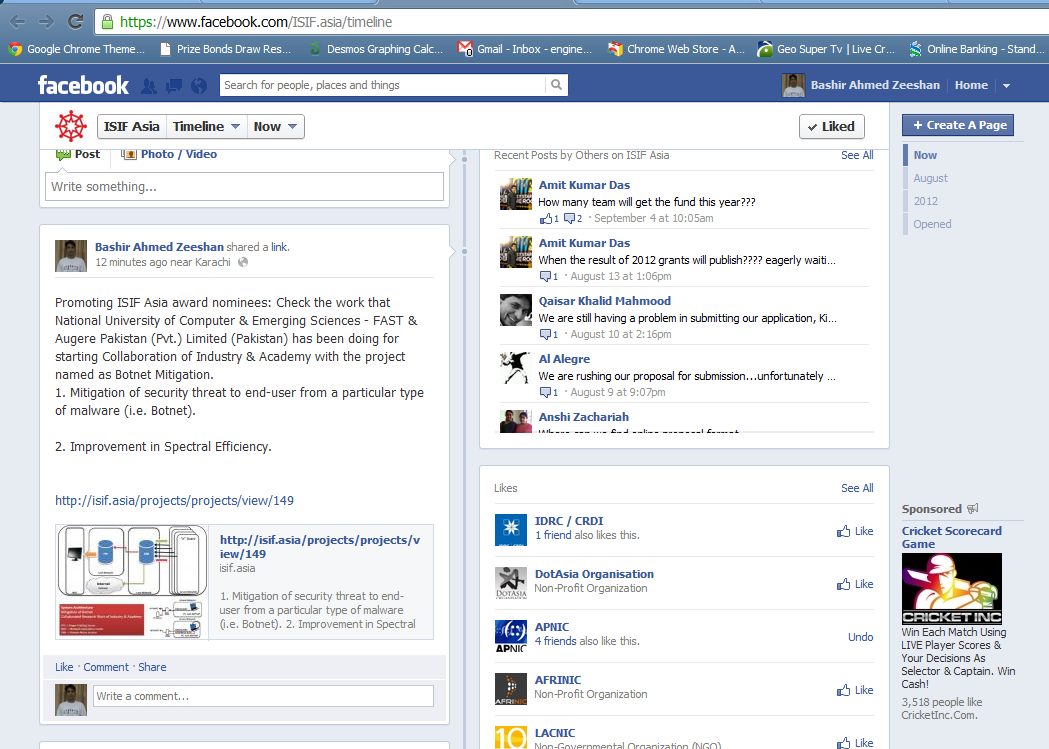 https://www.facebook.com/ISIF.asia/timeline
Google Chrome Theme...
Prize Bonds Draw Res...
Desmos Graphing Calc...
Gmail - Inbox - engine...
Chrome Web Store - A...
Geo Super Tv | Live Cr...
Online Banking - Stand...
facebook
Search for people, places and things
Bashir Ahmed Zeeshan
Home
ISIF Asia
Timeline
Now
Liked
Post
Photo / Video
Write something...
Bashir Ahmed Zeeshan shared a link.
12 minutes ago near Karachi
Promoting ISIF Asia award nominees: Check the work that
National University of Computer & Emerging Sciences - FAST &
Augere Pakistan (Pvt.) Limited (Pakistan) has been doing for
starting Collaboration of Industry & Academy with the project
named as Botnet Mitigation.
1. Mitigation of security threat to end-user from a particular type
of malware (i.e. Botnet).
2. Improvement in Spectral Efficiency.
http://isif.asia/projects/projects/view/149
http://isif.asia/projects/projects/v
iew/149
isif.asia
1. Mitigation of security threat to end-
user from a particular type of malware
(i.e. Botnet). 2. Improvement in Spectral
Like · Comment · Share
Write a comment...
Recent Posts by Others on ISIF Asia
See All
Amit Kumar Das
How many team will get the fund this year???
1 2 · September 4 at 10:05am
Amit Kumar Das
When the result of 2012 grants will publish???? eagerly waiti...
1 · August 13 at 1:06pm
Qaisar Khalid Mahmood
We are still having a problem in submitting our application, Ki...
1 · August 10 at 2:16pm
Al Alegre
We are rushing our proposal for submission...unfortunately ...
1 · August 9 at 9:07pm
Anshi Zachariah
Where can we find online proposal format
Likes
See All
IDRC / CRDI
1 friend also likes this.
Like
DOTASIA
DotAsia Organisation
Non-Profit Organization
Like
APNIC
APNIC
4 friends also like this.
Undo
AFRINIC
AFRINIC
Non-Profit Organization
Like
10
LACNIC
Non-Governmental Organization (NGO)
Like
+ Create A Page
Now
August
2012
Opened
Sponsored
Cricket Scorecard
Game
CRICKET INC
Win Each Match Using
LIVE Player Scores &
Your Decisions As
Selector & Captain. Win
Cash!
3,518 people like
CricketInc.Com.